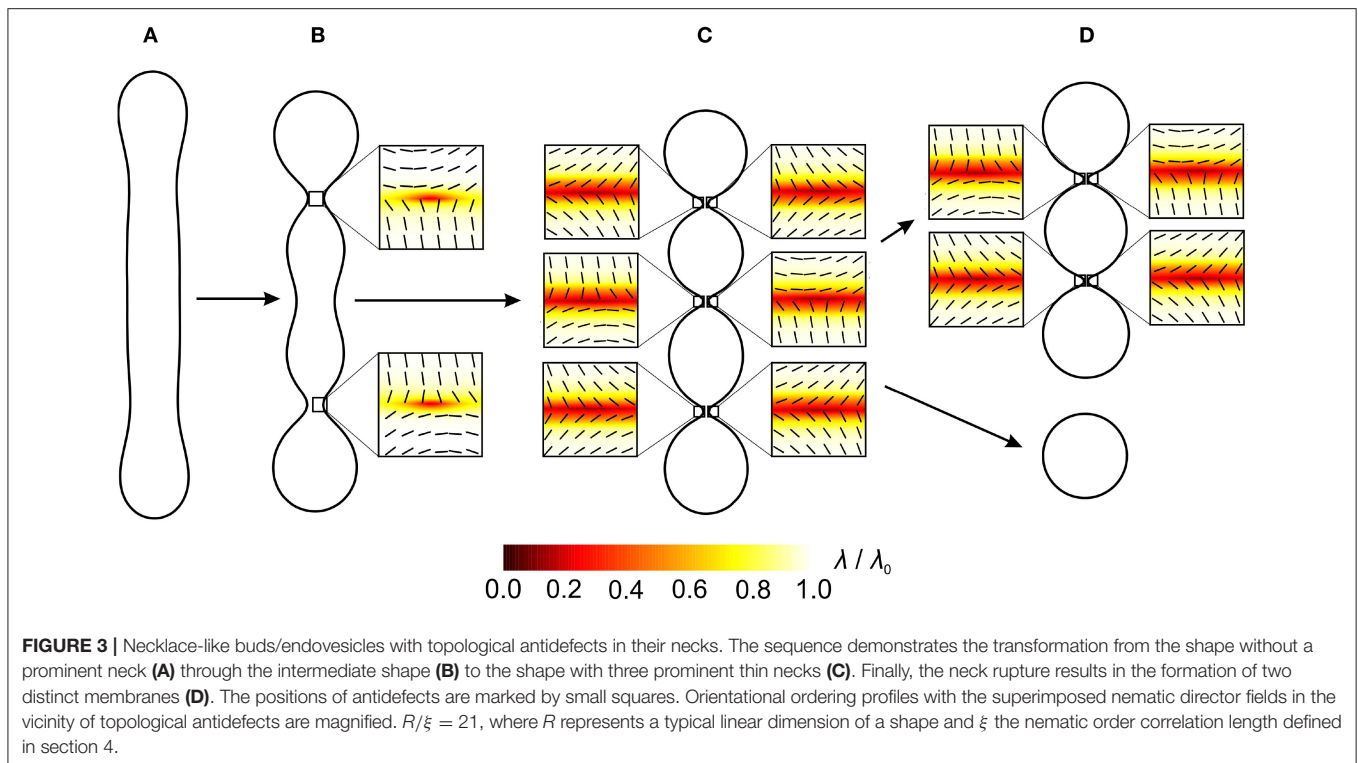 A
B
C
D
λ / λ₀
0.0 0.2 0.4 0.6 0.8 1.0
FIGURE 3 | Necklace-like buds/endovesicles with topological antidefects in their necks. The sequence demonstrates the transformation from the shape without a
prominent neck (A) through the intermediate shape (B) to the shape with three prominent thin necks (C). Finally, the neck rupture results in the formation of two
distinct membranes (D). The positions of antidefects are marked by small squares. Orientational ordering profiles with the superimposed nematic director fields in the
vicinity of topological antidefects are magnified. R/ξ = 21, where R represents a typical linear dimension of a shape and ξ the nematic order correlation length defined
in section 4.